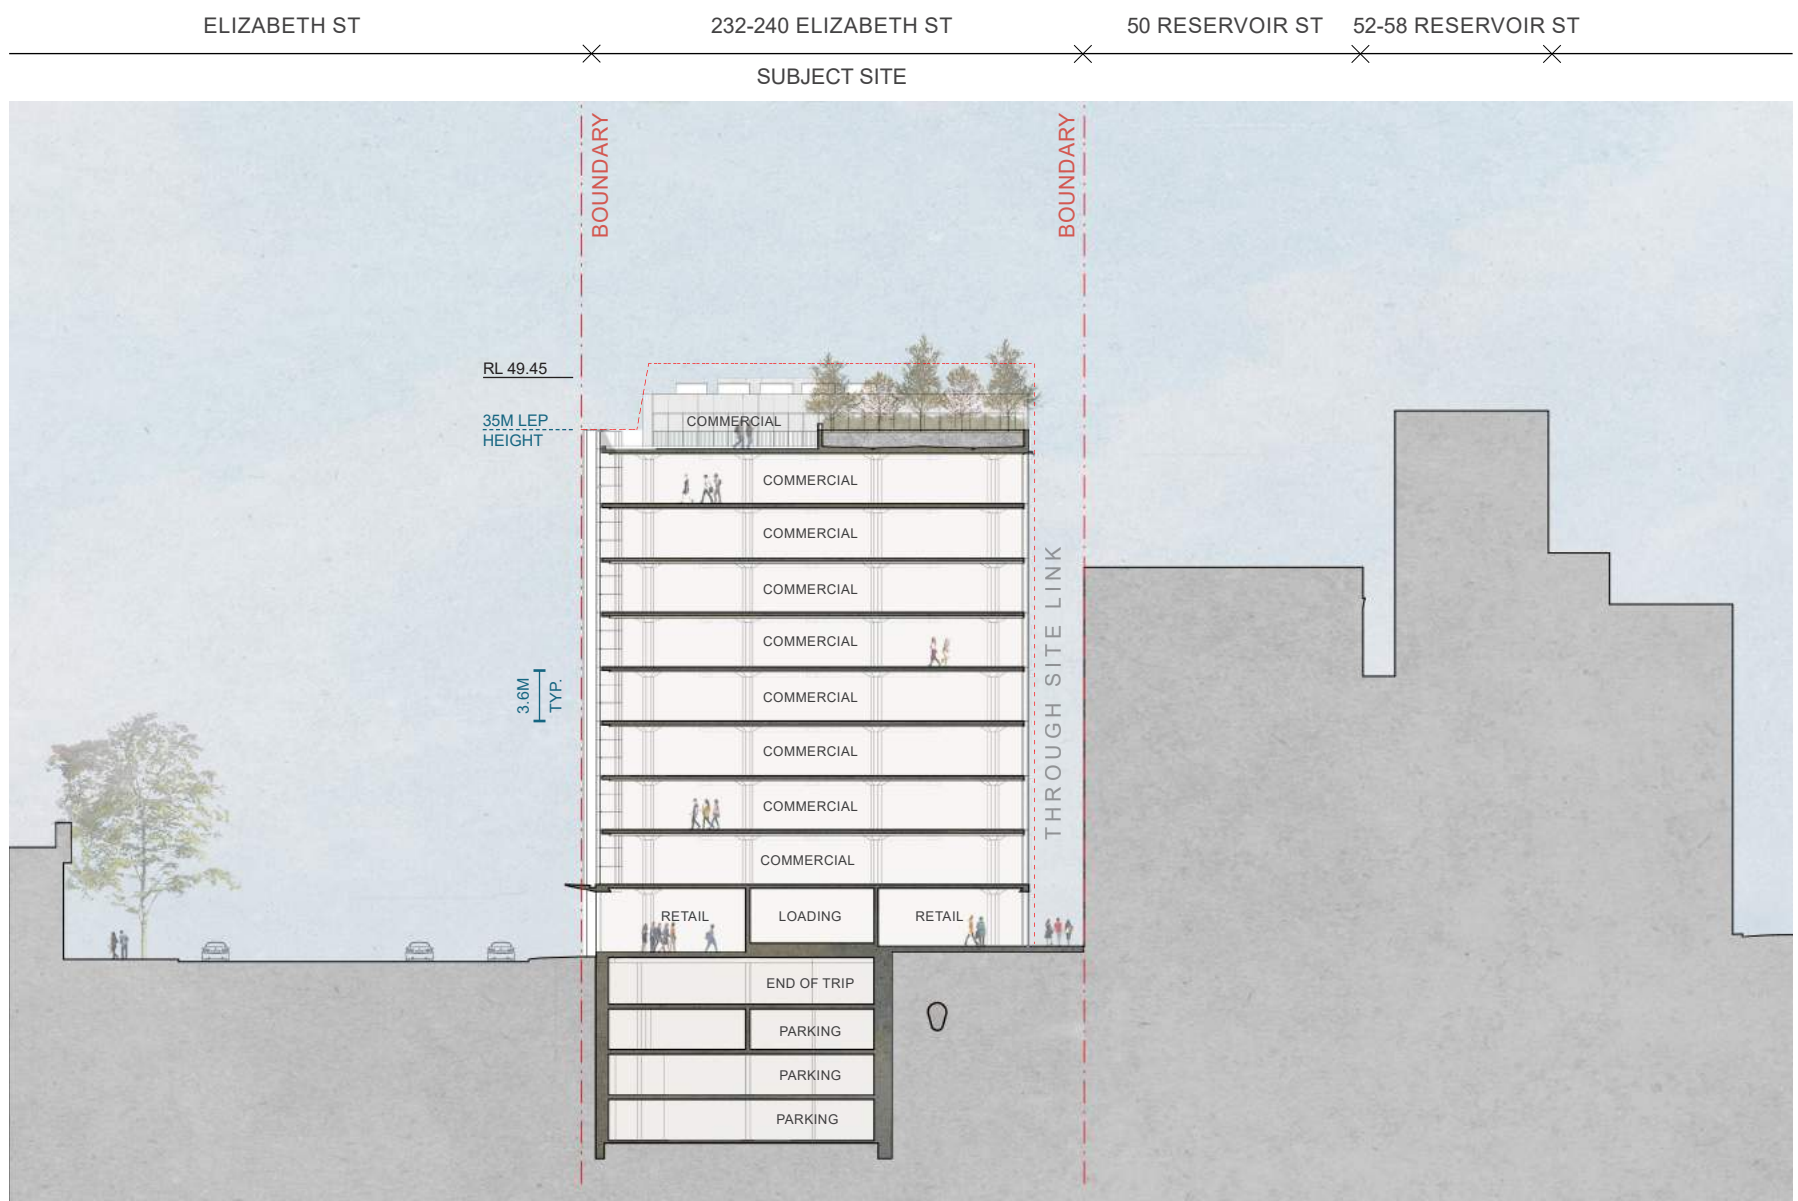 ELIZABETH ST
232-240 ELIZABETH ST
50 RESERVOIR ST
52-58 RESERVOIR ST
SUBJECT SITE
BOUNDARY
BOUNDARY
RL 49.45
35M LEP
HEIGHT
COMMERCIAL
COMMERCIAL
COMMERCIAL
COMMERCIAL
COMMERCIAL
THROUGH SITE LINK
3.6M
TYP.
COMMERCIAL
COMMERCIAL
COMMERCIAL
COMMERCIAL
RETAIL
LOADING
RETAIL
END OF TRIP
PARKING
PARKING
PARKING